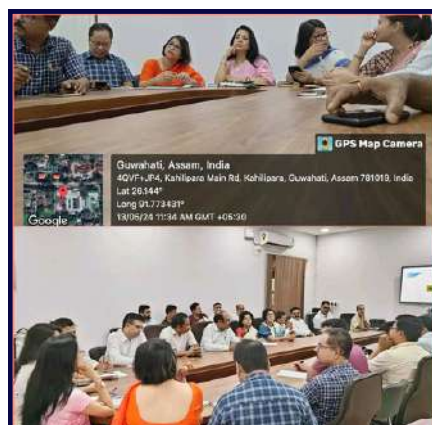 GPS Map Camera
Guwahati, Assam, India
4QVF+JP4, Kahilipara Main Rd, Kahilipara, Guwahati, Assam 781019, India
Lat 26.144°
Long 91.773431°
13/06/24 11:34 AM GMT +05:30
Google